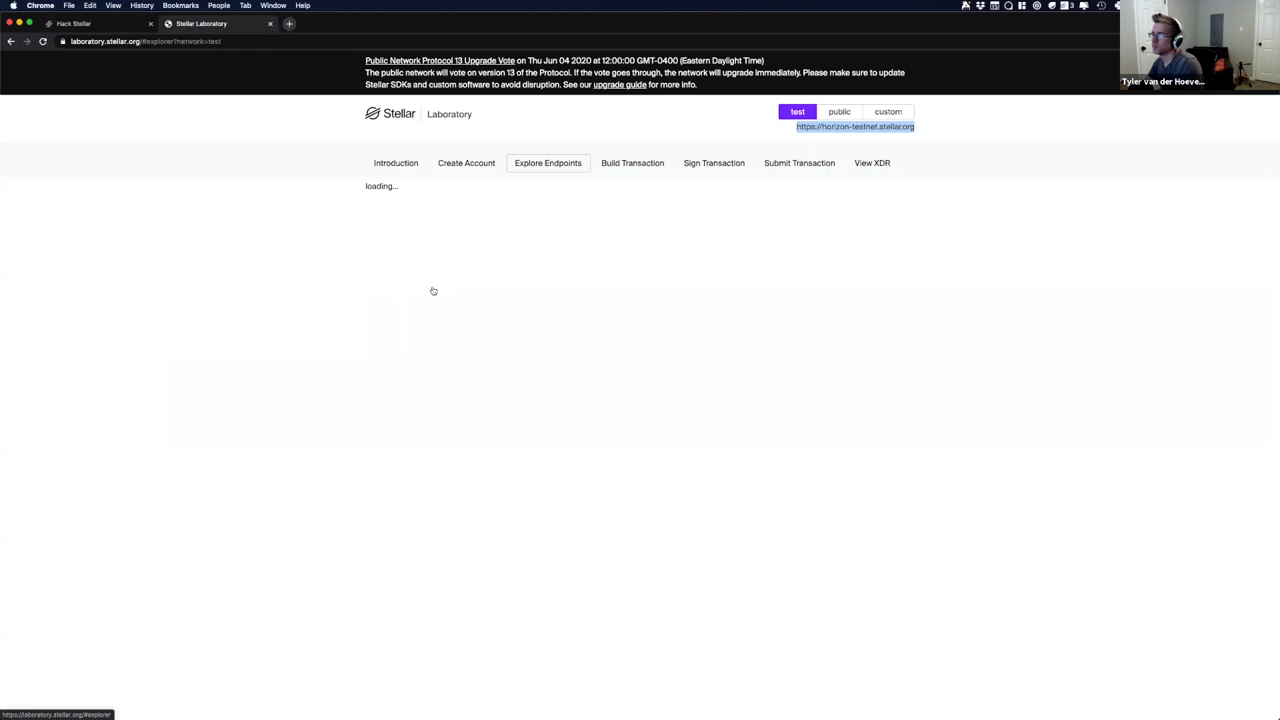 Chrome File Edit View History Bookmarks People Tab Window Help
3
Hack Stellar
Stellar Laboratory
laboratory.stellar.org/#explorer?network=test
Public Network Protocol 13 Upgrade Vote on Thu Jun 04 2020 at 12:00:00 GMT-0400 (Eastern Daylight Time)
The public network will vote on version 13 of the Protocol. If the vote goes through, the network will upgrade immediately. Please make sure to update
Stellar SDKs and custom software to avoid disruption. See our upgrade guide for more info.
Tyler van der Hoeve...
Stellar Laboratory
test public custom
https://horizon-testnet.stellar.org
Introduction Create Account Explore Endpoints Build Transaction Sign Transaction Submit Transaction View XDR
loading...
https://laboratory.stellar.org/#explorer